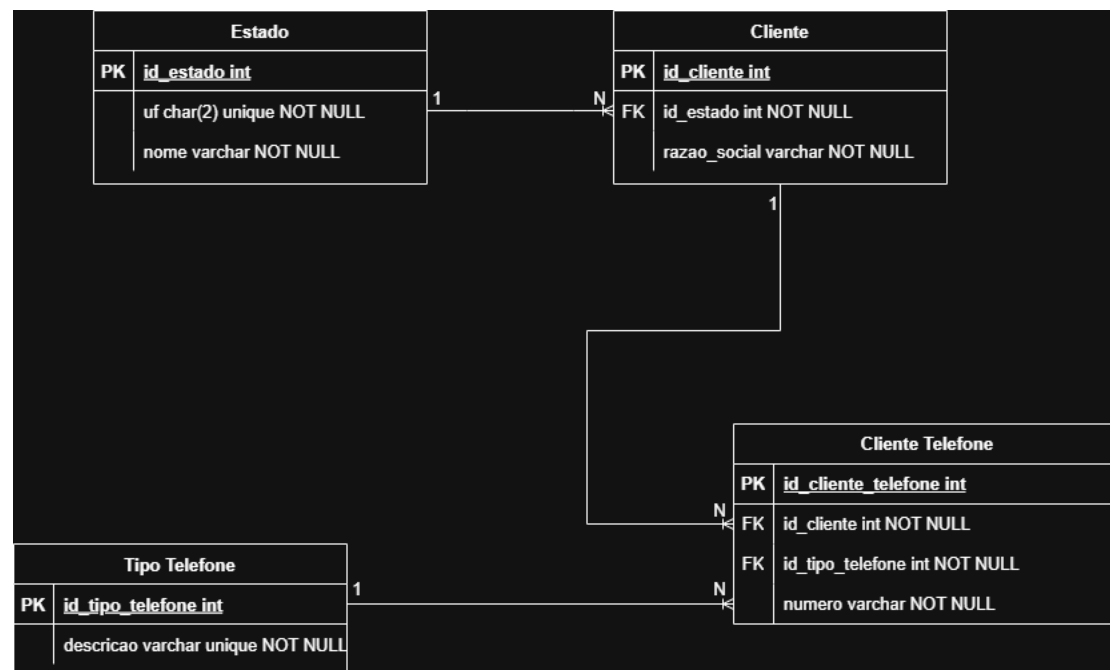 Estado
PK id_estado int
uf char(2) unique NOT NULL
nome varchar NOT NULL
1
N
Cliente
PK id_cliente int
FK id_estado int NOT NULL
razao_social varchar NOT NULL
1
N
Cliente Telefone
PK id_cliente_telefone int
FK id_cliente int NOT NULL
FK id_tipo_telefone int NOT NULL
numero varchar NOT NULL
Tipo Telefone
PK id_tipo_telefone int
descricao varchar unique NOT NULL
1
N